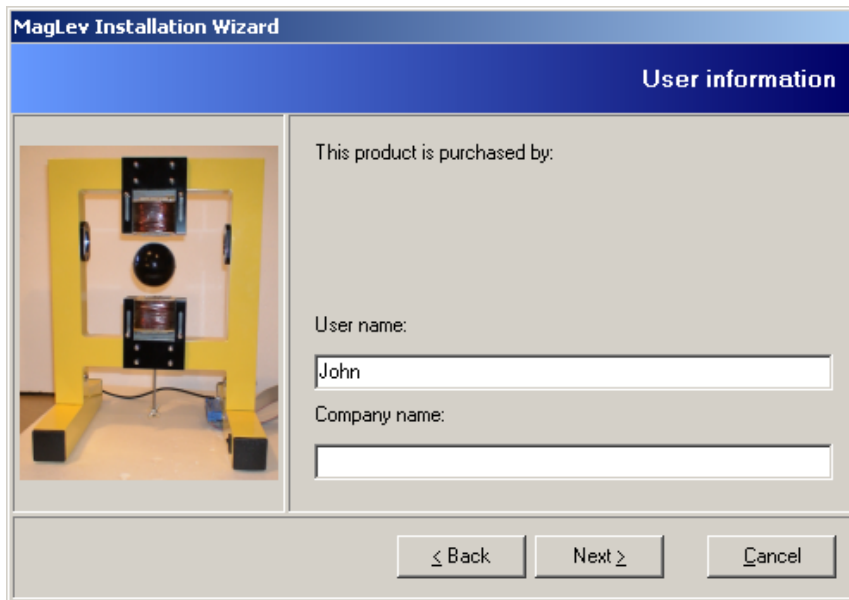 MagLev Installation Wizard
User information
This product is purchased by:
User name:
John
Company name:
< Back
Next >
Cancel